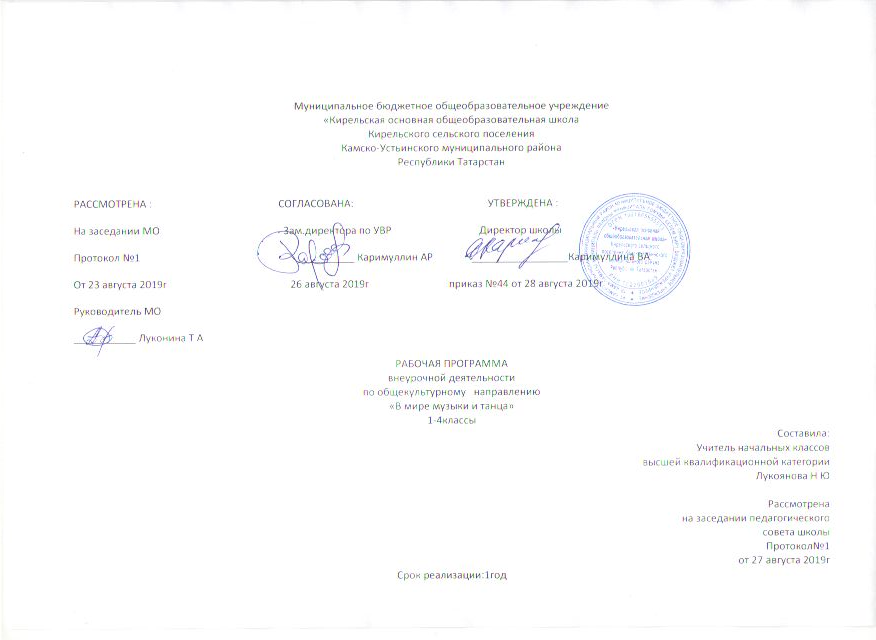 Муниципальное бюджетное общеобразовательное учреждение
«Кирельская основная общеобразовательная школа
Кирельского сельского поселения
Камско-Устьинского муниципального района
Республики Татарстан
РАССМОТРЕНА : СОГЛАСОВАНА: УТВЕРЖДЕНА :
На заседании МО Зам.директора по УВР Директор школы
Протокол №1 Каримуллин АР Каримуллина ВА
От 23 августа 2019г 26 августа 2019г приказ №44 от 28 августа 2019г
Руководитель МО
Луконина Т А
РАБОЧАЯ ПРОГРАММА
внеурочной деятельности
по общекультурному направлению
«В мире музыки и танца»
1-4классы
Составила:
Учитель начальных классов
высшей квалификационной категории
Лукоянова Н Ю
Рассмотрена
на заседании педагогического
совета школы
Протокол№1
от 27 августа 2019г
Срок реализации:1год